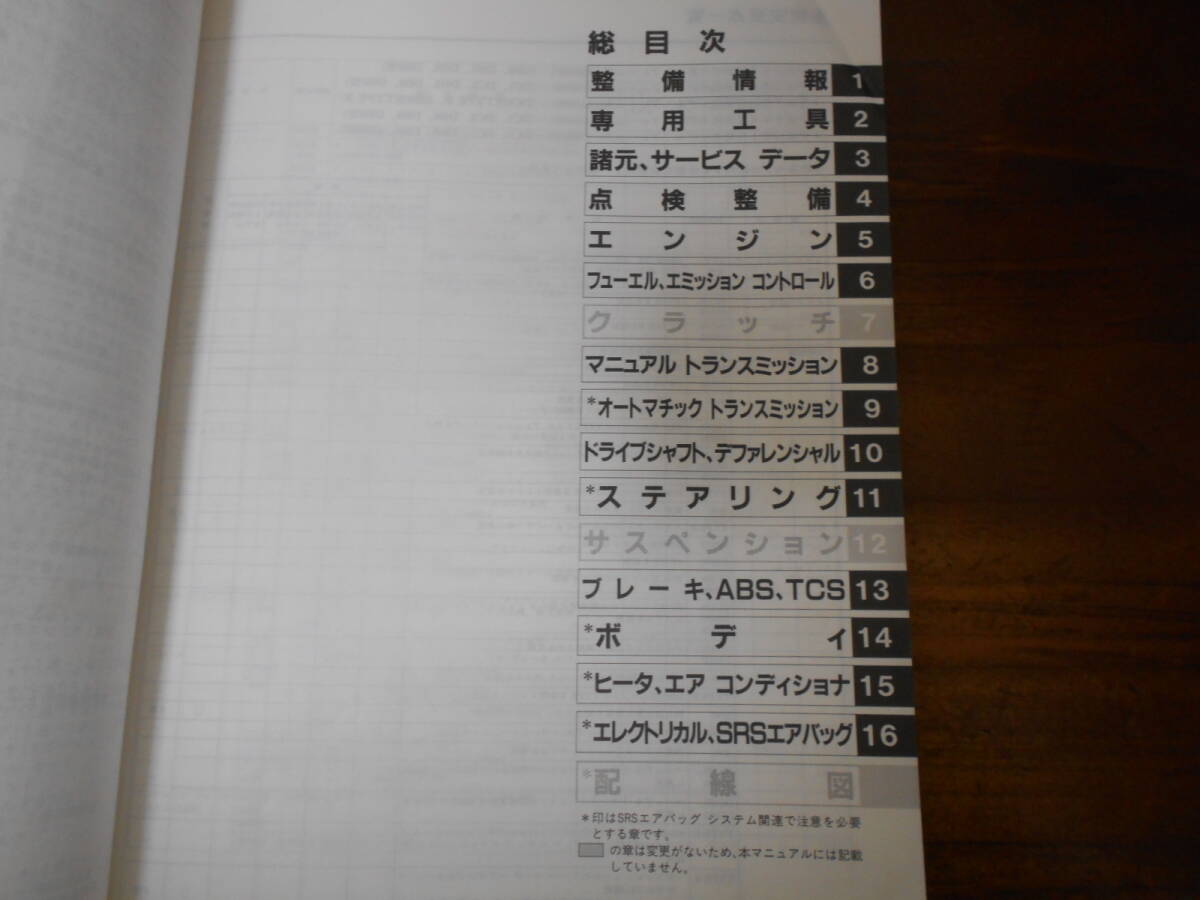 総目次
整備情報 1
専用工具 2
諸元、サービス データ 3
点検整備 4
エンジン 5
フューエル、エミッション コントロール 6
クラッチ 7
マニュアル トランスミッション 8
*オートマチック トランスミッション 9
ドライブシャフト、デファレンシャル 10
*ステアリング 11
サスペンション 12
ブレーキ、ABS、TCS 13
*ボディ 14
*ヒータ、エア コンディショナ 15
*エレクトリカル、SRSエアバッグ 16
*配線図
*印はSRSエアバッグ システム関連で注意を必要
とする章です。
の章は変更がないため、本マニュアルには記載
していません。